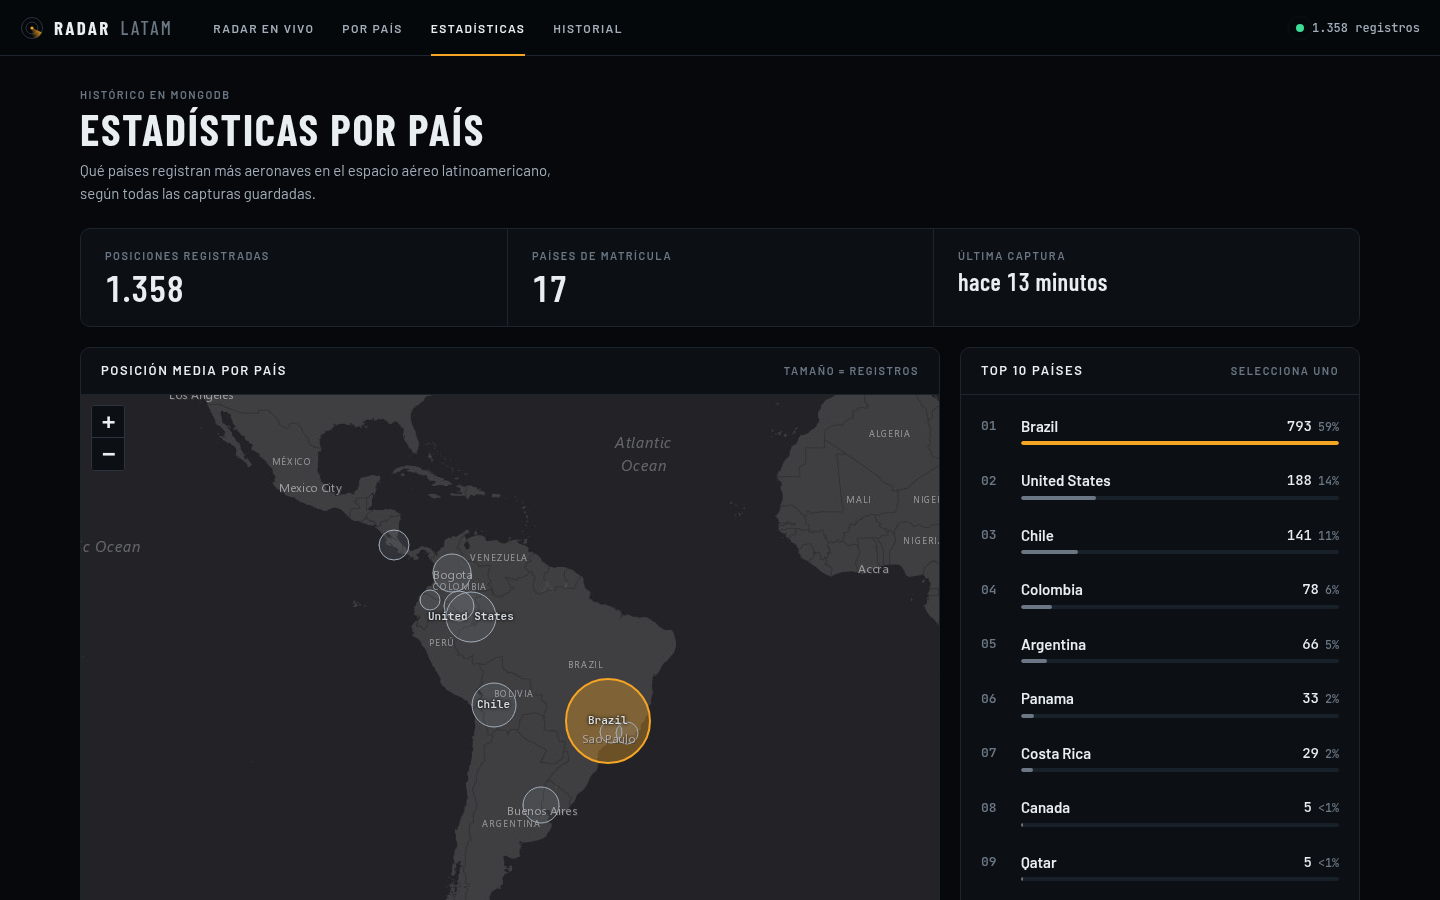 RADAR LATAM
RADAR EN VIVO
POR PAÍS
ESTADÍSTICAS
HISTORIAL
1.358 registros
HISTÓRICO EN MONGODB
ESTADÍSTICAS POR PAÍS
Qué países registran más aeronaves en el espacio aéreo latinoamericano,
según todas las capturas guardadas.
POSICIONES REGISTRADAS
1.358
PAÍSES DE MATRÍCULA
17
ÚLTIMA CAPTURA
hace 13 minutos
POSICIÓN MEDIA POR PAÍS
TAMAÑO = REGISTROS
+
−
Los Angeles
Atlantic
Ocean
ALGERIA
MÉXICO
Mexico City
MALI
NIGE
c Ocean
NIGERI
VENEZUELA
Accra
Bogota
COLOMBIA
United States
PERÚ
BRAZIL
BOLIVIA
Chile
Brazil
Sao Paulo
Buenos Aires
ARGENTINA
TOP 10 PAÍSES
SELECCIONA UNO
01 Brazil 793 59%
02 United States 188 14%
03 Chile 141 11%
04 Colombia 78 6%
05 Argentina 66 5%
06 Panama 33 2%
07 Costa Rica 29 2%
08 Canada 5 <1%
09 Qatar 5 <1%